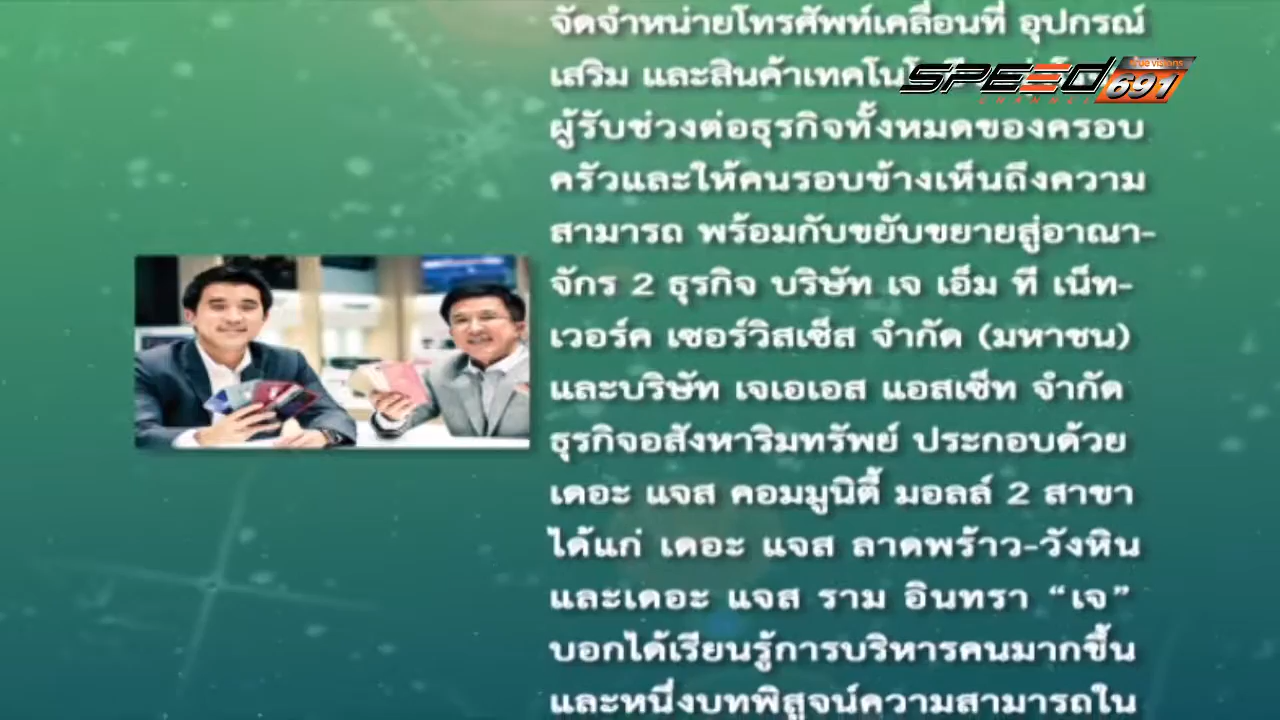 จัดจำหน่ายโทรศัพท์เคลื่อนที่ อุปกรณ์
เสริม และสินค้าเทคโนโ
SPEED
CHANNEL
true visions
691
ผู้รับช่วงต่อธุรกิจทั้งหมดของครอบ
ครัวและให้คนรอบข้างเห็นถึงความ
สามารถ พร้อมกับขยับขยายสู่อาณา-
จักร 2 ธุรกิจ บริษัท เจ เอ็ม ที เน็ท-
เวอร์ค เซอร์วิสเซ็ส จำกัด (มหาชน)
และบริษัท เจเอเอส แอสเซ็ท จำกัด
ธุรกิจอสังหาริมทรัพย์ ประกอบด้วย
เดอะ แจส คอมมูนิตี้ มอลล์ 2 สาขา
ได้แก่ เดอะ แจส ลาดพร้าว-วังหิน
และเดอะ แจส ราม อินทรา “เจ”
บอกได้เรียนรู้การบริหารคนมากขึ้น
และหนึ่งบทพิสูจน์ความสามารถใน